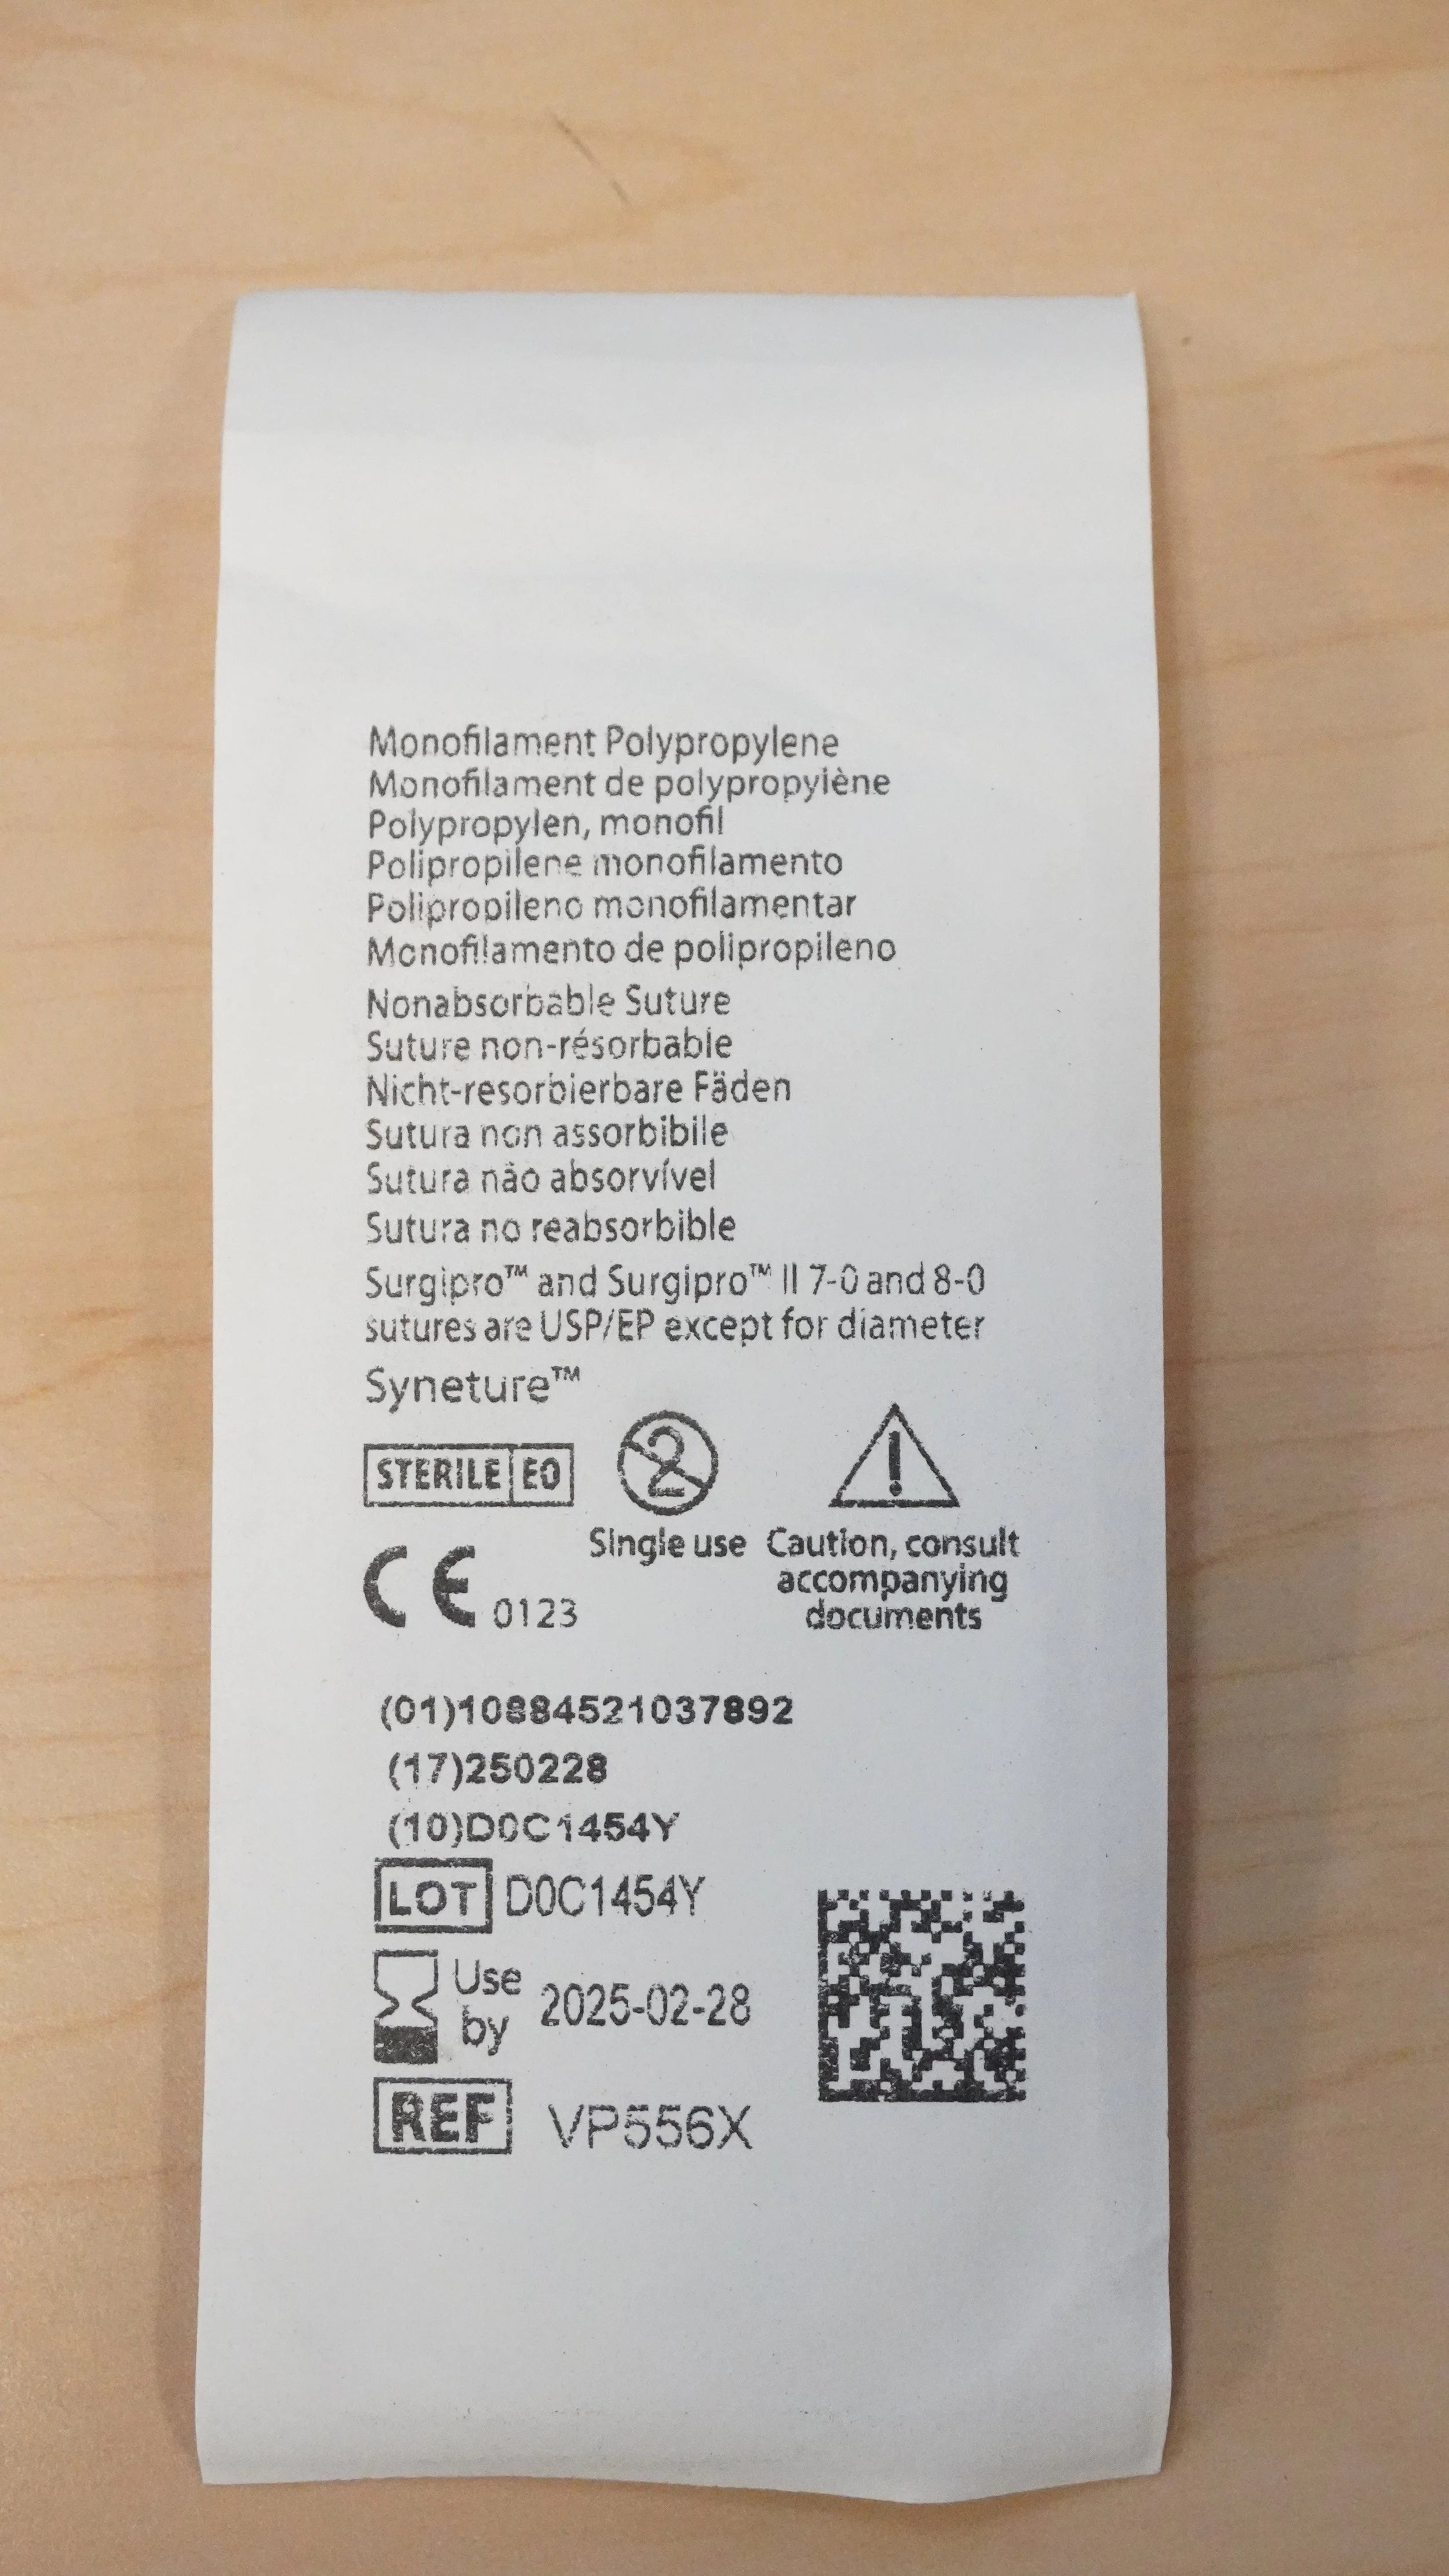 Monofilament Polypropylene
Monofilament de polypropylène
Polypropylen, monofil
Polipropilene monofilamento
Polipropileno monofilamentar
Monofilamento de polipropileno
Nonabsorbable Suture
Suture non-résorbable
Nicht-resorbierbare Fäden
Sutura non assorbibile
Sutura não absorvível
Sutura no reabsorbible
Surgipro™ and Surgipro™ II 7-0 and 8-0
sutures are USP/EP except for diameter
Syneture™
STERILE EO 2 !
Single use Caution, consult
accompanying
documents
CE 0123
(01)10884521037892
(17)250228
(10)D0C1454Y
LOT D0C1454Y
Use by 2025-02-28
REF VP556X